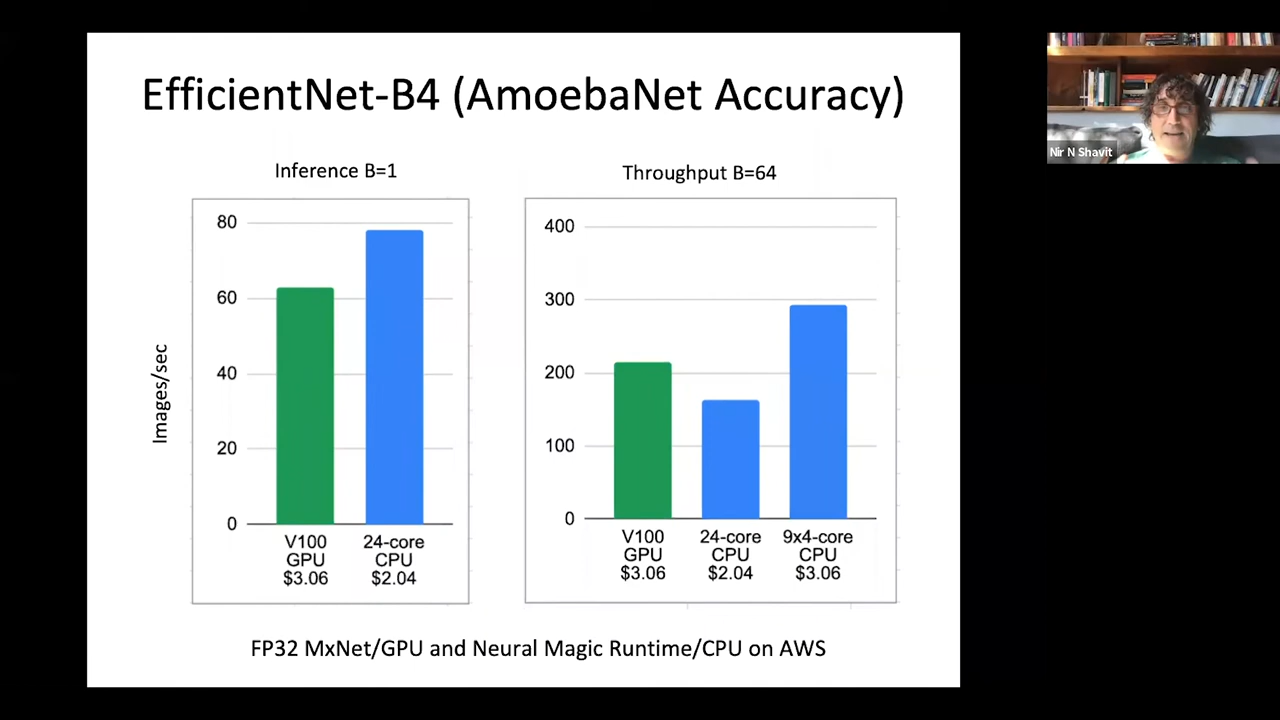 EfficientNet-B4 (AmoebaNet Accuracy)
Inference B=1
Throughput B=64
Images/sec
80
60
40
20
0
V100
GPU
$3.06
24-core
CPU
$2.04
400
300
200
100
0
V100
GPU
$3.06
24-core
CPU
$2.04
9x4-core
CPU
$3.06
FP32 MxNet/GPU and Neural Magic Runtime/CPU on AWS
Nir N Shavit